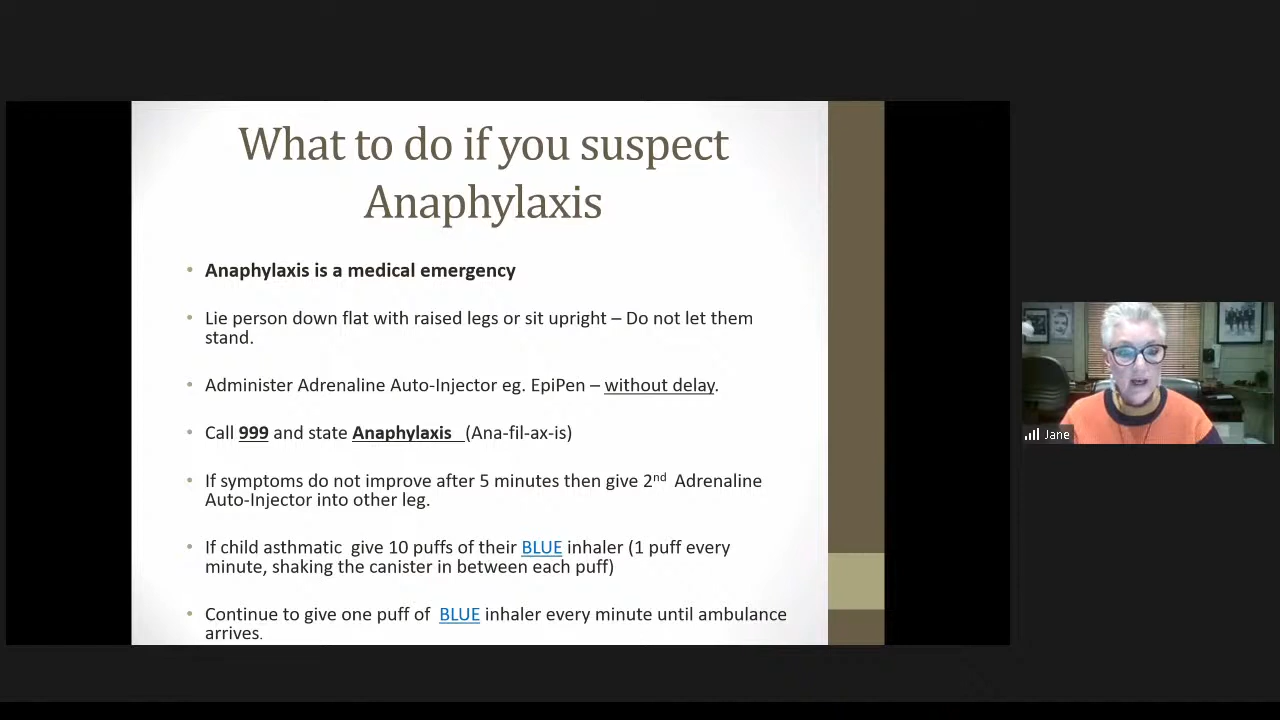 What to do if you suspect
Anaphylaxis
• Anaphylaxis is a medical emergency
• Lie person down flat with raised legs or sit upright – Do not let them
stand.
• Administer Adrenaline Auto-Injector eg. EpiPen – without delay.
• Call 999 and state Anaphylaxis (Ana-fil-ax-is)
• If symptoms do not improve after 5 minutes then give 2nd Adrenaline
Auto-Injector into other leg.
• If child asthmatic give 10 puffs of their BLUE inhaler (1 puff every
minute, shaking the canister in between each puff)
• Continue to give one puff of BLUE inhaler every minute until ambulance
arrives.
Jane